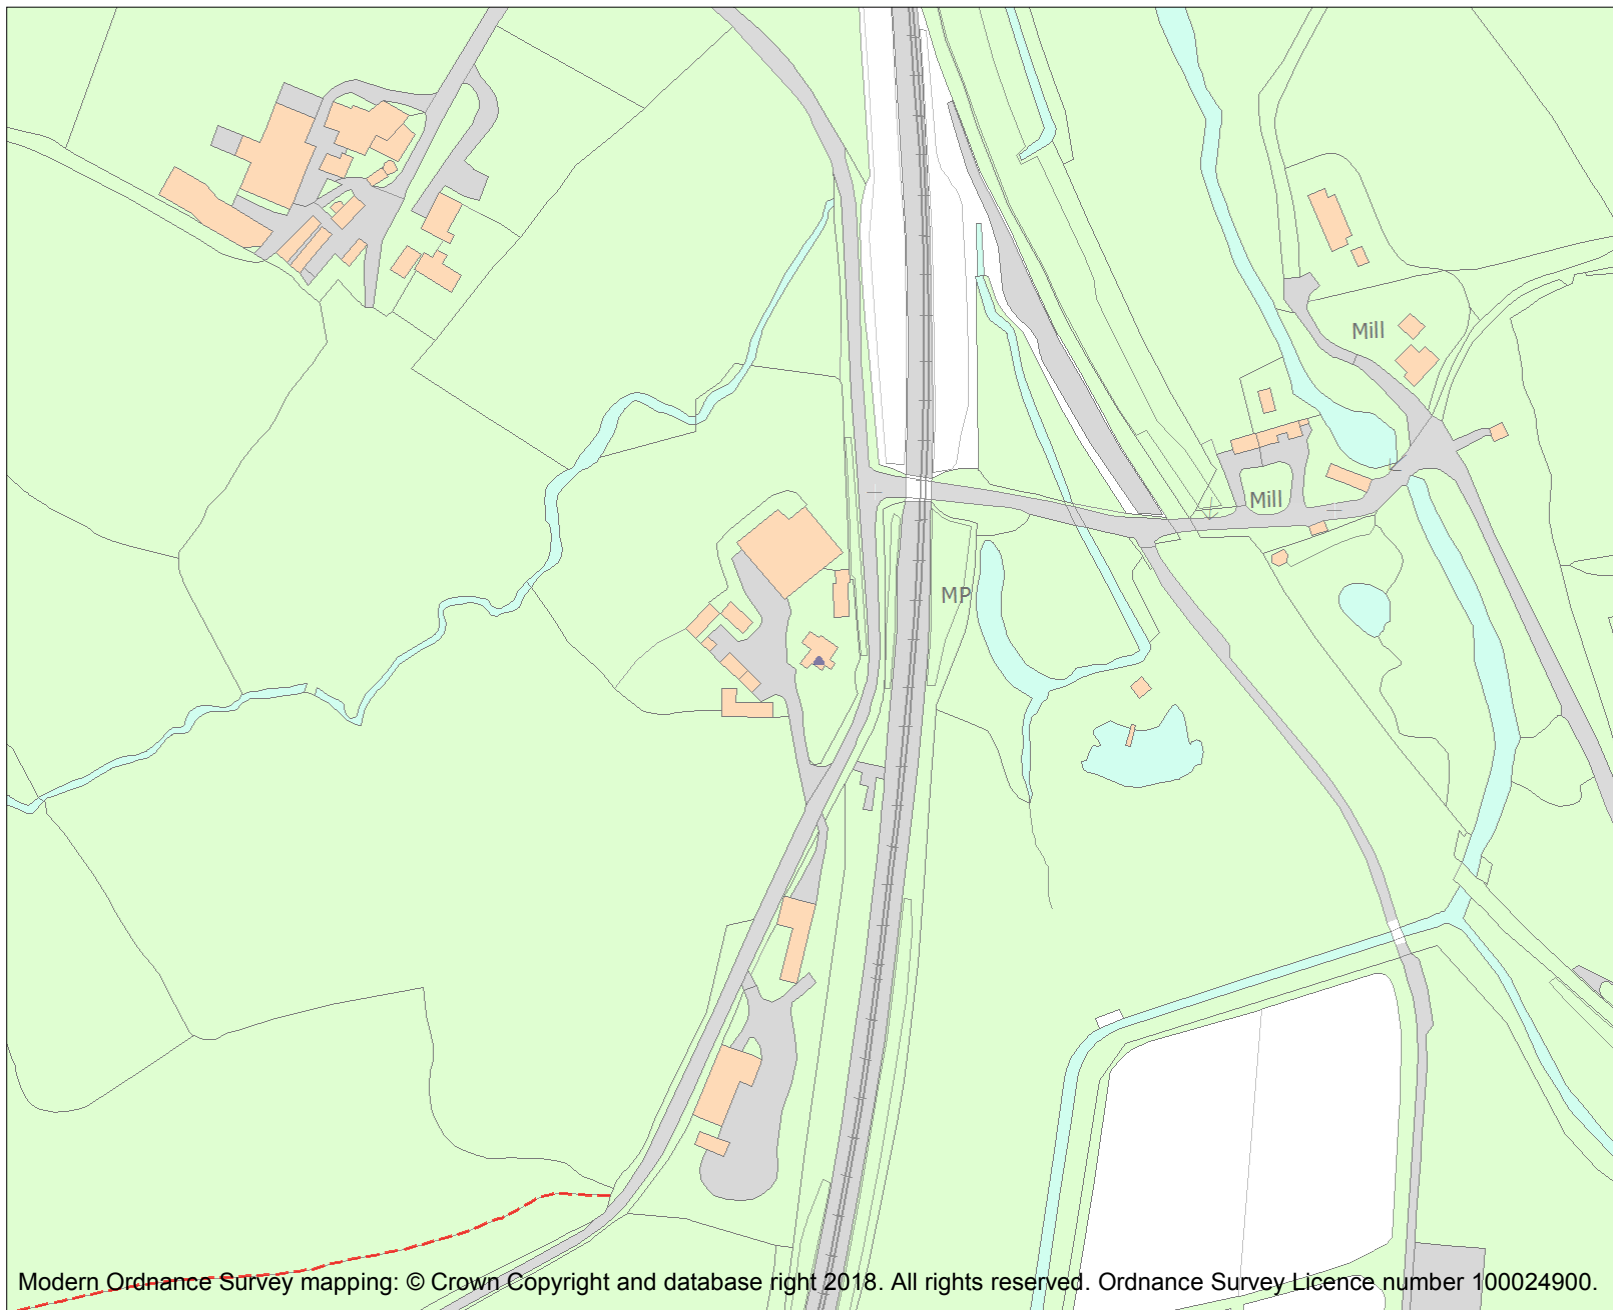 Mill
Mill
MP
Modern Ordnance Survey mapping: © Crown Copyright and database right 2018. All rights reserved. Ordnance Survey Licence number 100024900.